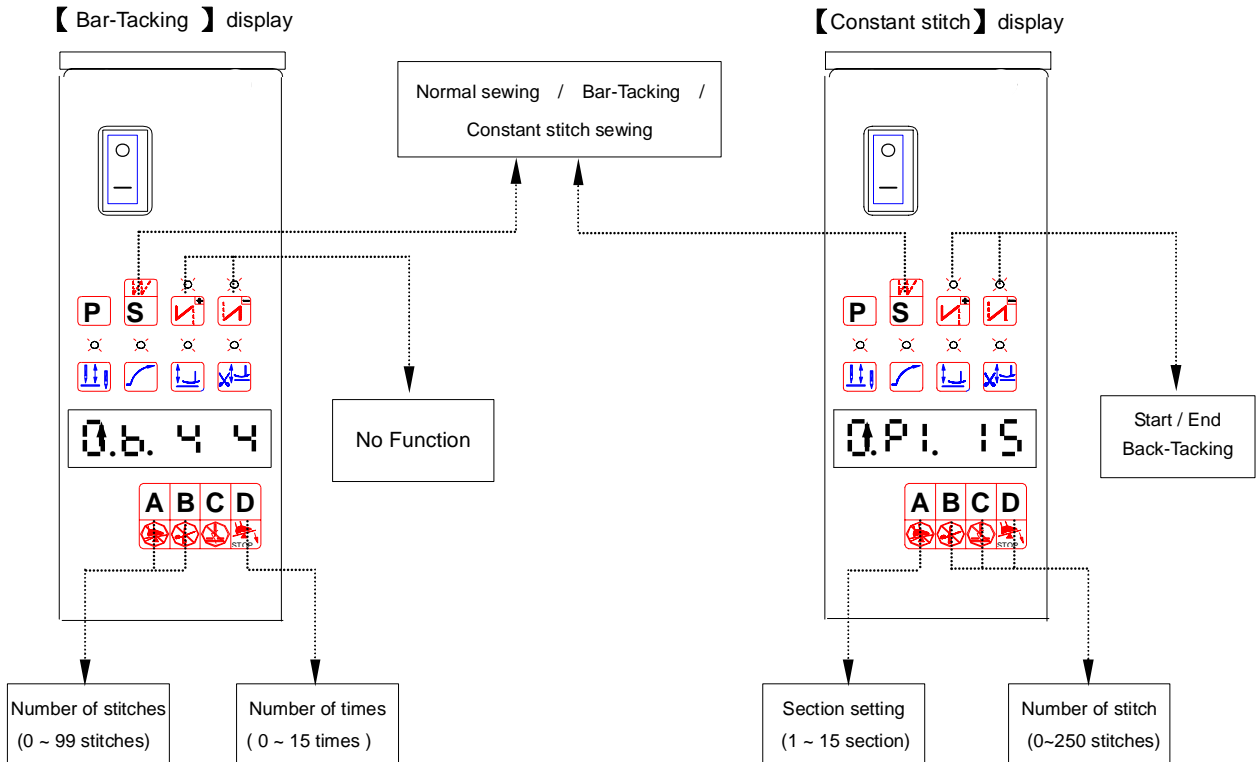 【 Bar-Tacking 】 display
【Constant stitch】 display
Normal sewing / Bar-Tacking /
Constant stitch sewing
P S + -
P S + -
0.b. 4 4
No Function
0.P1. 15
Start / End
Back-Tacking
A B C D
STOP
A B C D
STOP
Number of stitches
(0 ~ 99 stitches)
Number of times
( 0 ~ 15 times )
Section setting
(1 ~ 15 section)
Number of stitch
(0~250 stitches)